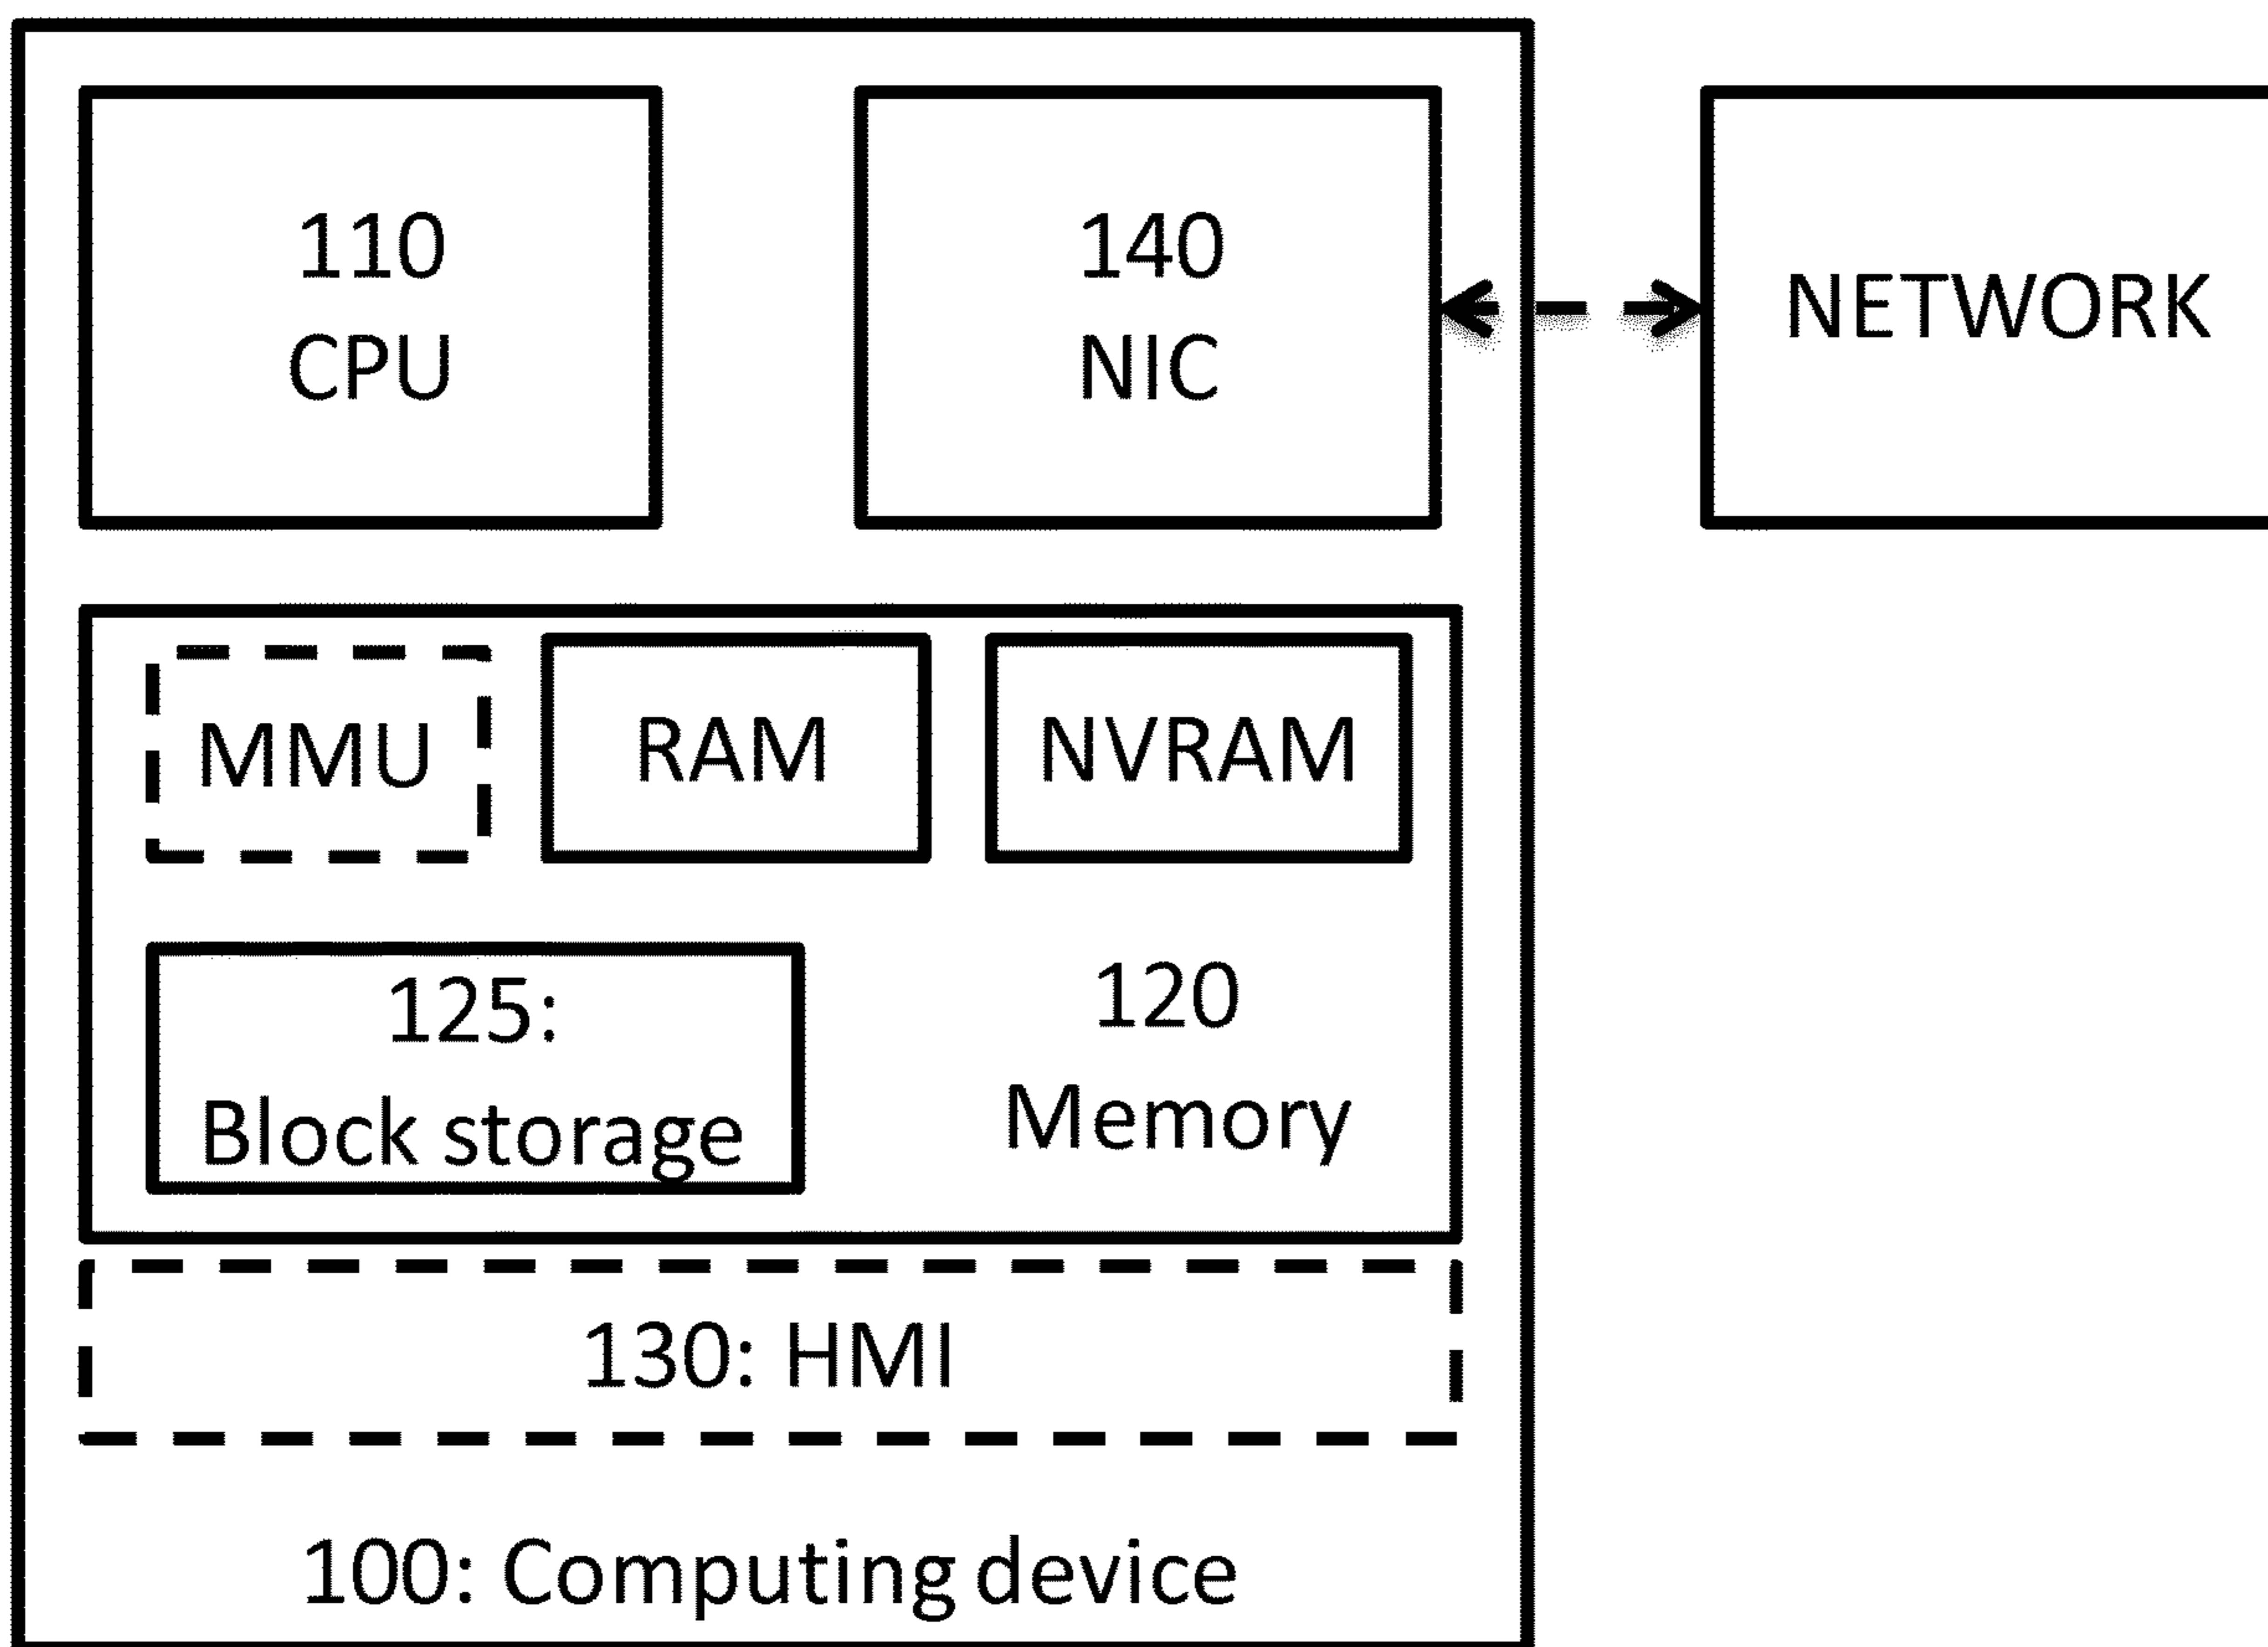 110
CPU
140
NIC
NETWORK
MMU
RAM
NVRAM
125:
Block storage
120
Memory
130: HMI
100: Computing device